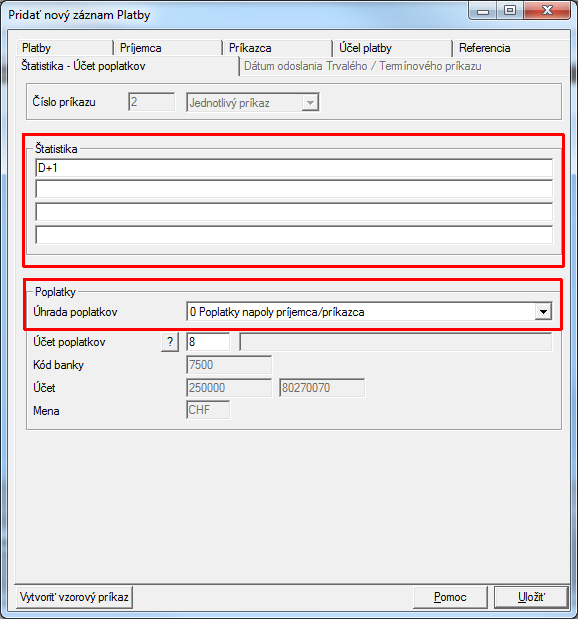 Pridať nový záznam Platby
Platby Príjemca Príkazca Účel platby Referencia
Štatistika - Účet poplatkov Dátum odoslania Trvalého / Termínového príkazu
Číslo príkazu 2 Jednotlivý príkaz
Štatistika
D+1
Poplatky
Úhrada poplatkov 0 Poplatky napoly príjemca/príkazca
Účet poplatkov ? 8
Kód banky 7500
Účet 250000 80270070
Mena CHF
Vytvoriť vzorový príkaz Pomoc Uložiť